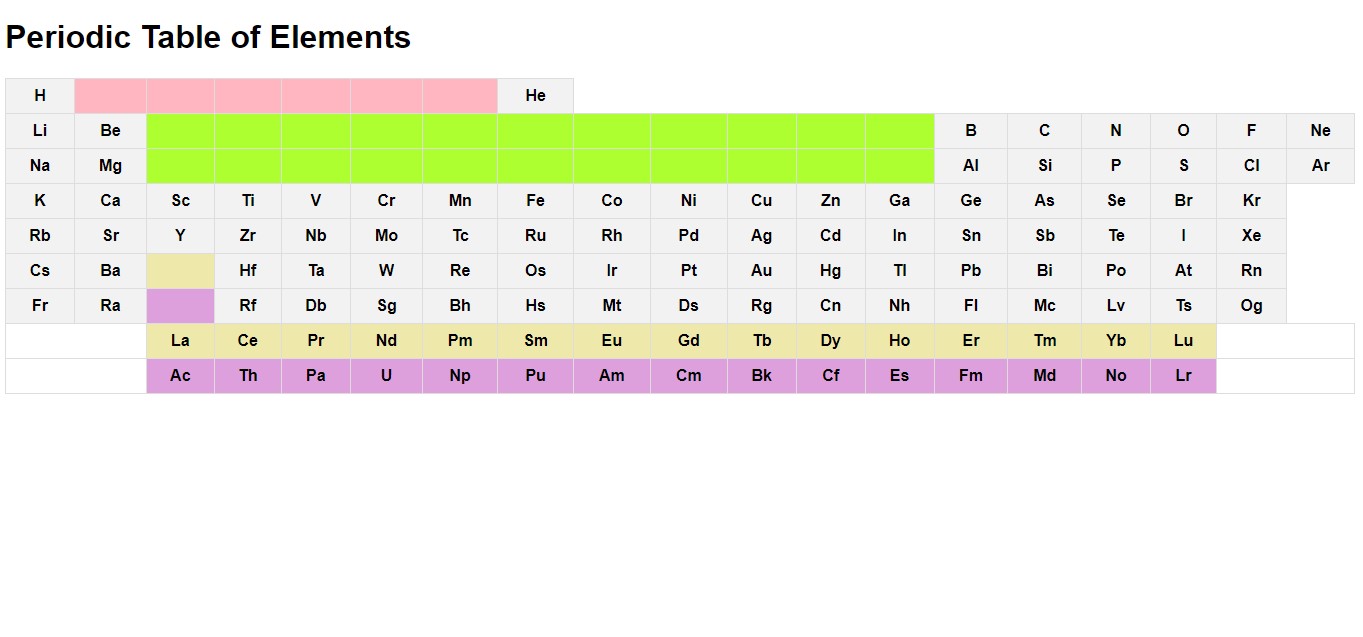 Periodic Table of Elements
H He
Li Be B C N O F Ne
Na Mg Al Si P S Cl Ar
K Ca Sc Ti V Cr Mn Fe Co Ni Cu Zn Ga Ge As Se Br Kr
Rb Sr Y Zr Nb Mo Tc Ru Rh Pd Ag Cd In Sn Sb Te I Xe
Cs Ba Hf Ta W Re Os Ir Pt Au Hg Tl Pb Bi Po At Rn
Fr Ra Rf Db Sg Bh Hs Mt Ds Rg Cn Nh Fl Mc Lv Ts Og
La Ce Pr Nd Pm Sm Eu Gd Tb Dy Ho Er Tm Yb Lu
Ac Th Pa U Np Pu Am Cm Bk Cf Es Fm Md No Lr